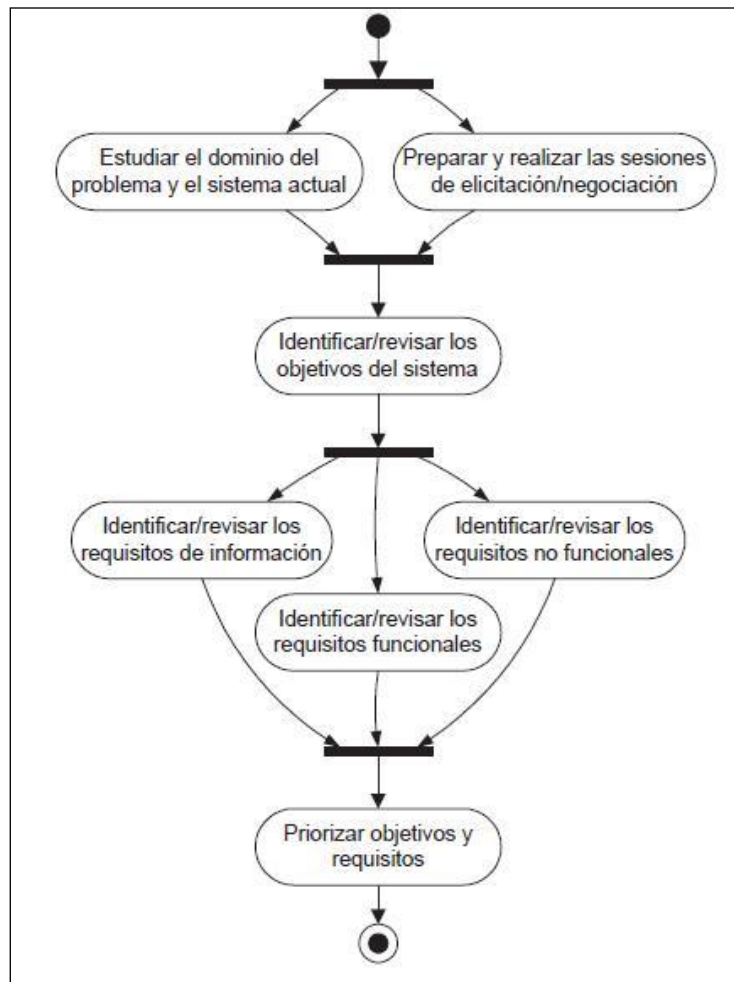 Estudiar el dominio del
problema y el sistema actual
Preparar y realizar las sesiones
de elicitación/negociación
Identificar/revisar los
objetivos del sistema
Identificar/revisar los
requisitos de información
Identificar/revisar los
requisitos no funcionales
Identificar/revisar los
requisitos funcionales
Priorizar objetivos y
requisitos